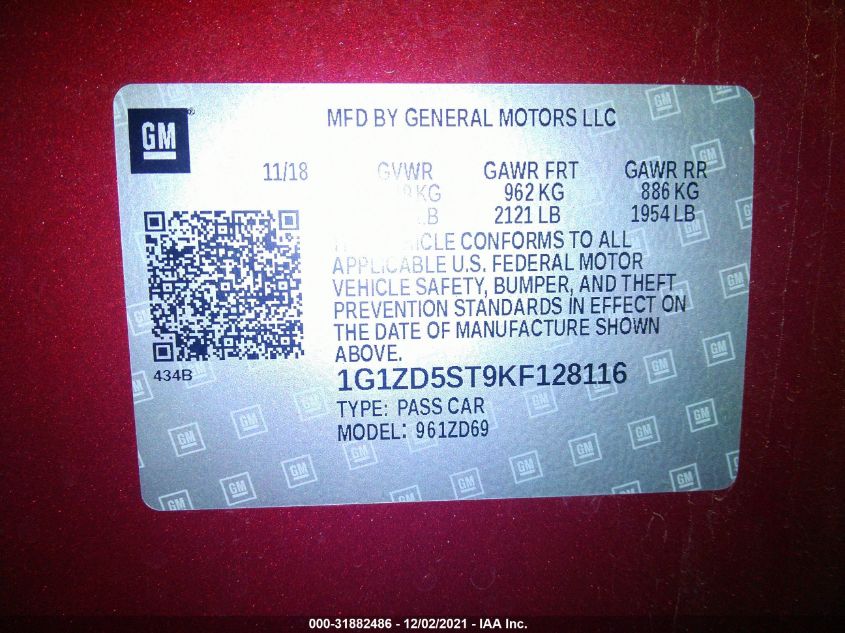 GM
MFD BY GENERAL MOTORS LLC
11/18 GVWR GAWR FRT GAWR RR
KG 962 KG 886 KG
LB 2121 LB 1954 LB
CONFORMS TO ALL
APPLICABLE U.S. FEDERAL MOTOR
VEHICLE SAFETY, BUMPER, AND THEFT
PREVENTION STANDARDS IN EFFECT ON
THE DATE OF MANUFACTURE SHOWN
ABOVE.
434B
1G1ZD5ST9KF128116
TYPE: PASS CAR
MODEL: 961ZD69
000-31882486 - 12/02/2021 - IAA Inc.